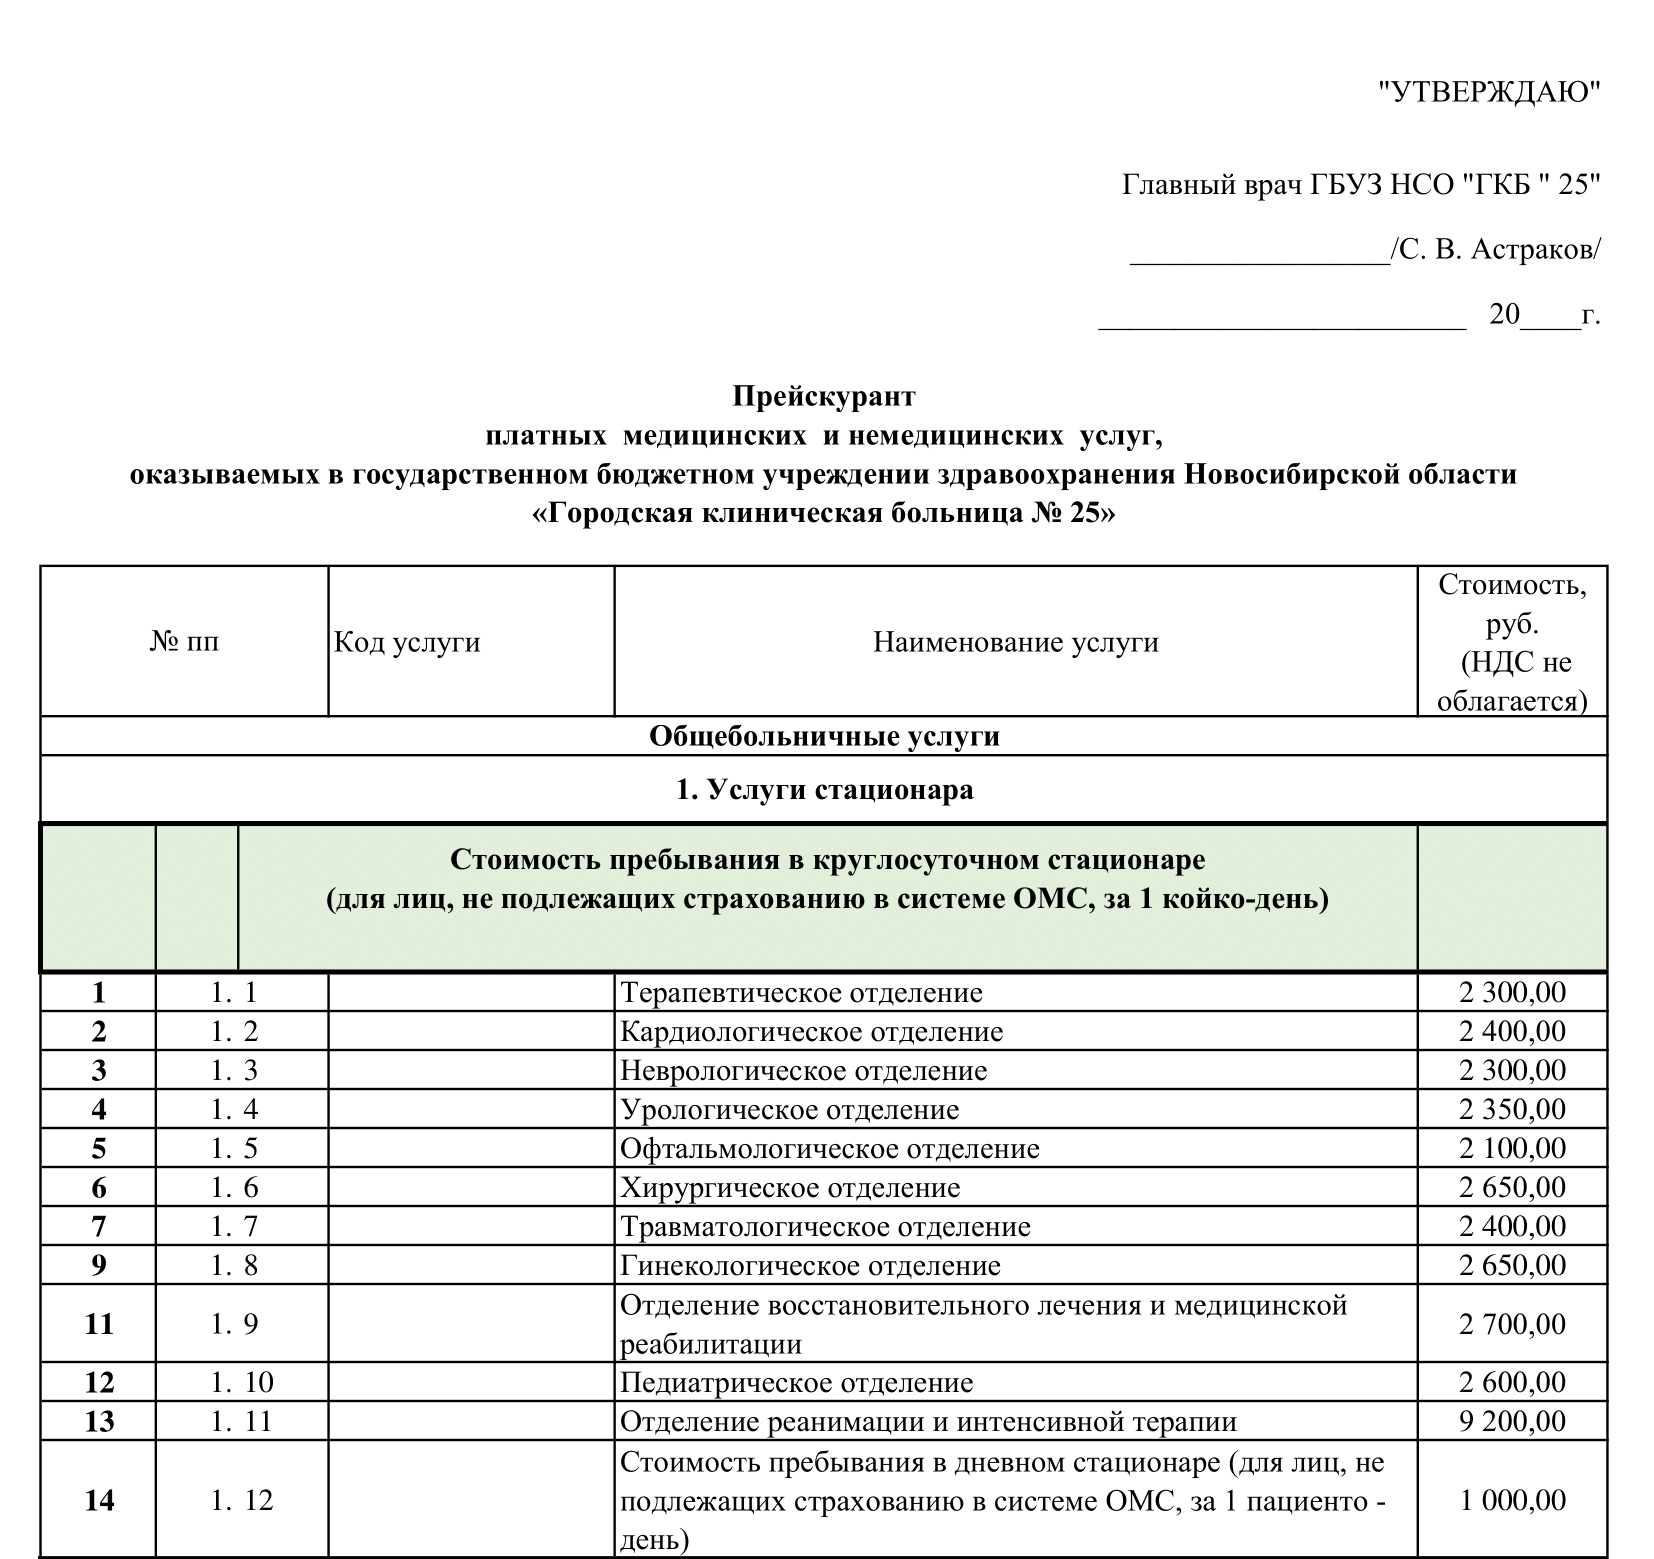 "УТВЕРЖДАЮ"
Главный врач ГБУЗ НСО "ГКБ " 25"
_________________/С. В. Астраков/
________________________ 20____г.
Прейскурант
платных медицинских и немедицинских услуг,
оказываемых в государственном бюджетном учреждении здравоохранения Новосибирской области
«Городская клиническая больница № 25»
№ пп Код услуги Наименование услуги Стоимость,
руб.
(НДС не
облагается)
Общебольничные услуги
1. Услуги стационара
Стоимость пребывания в круглосуточном стационаре
(для лиц, не подлежащих страхованию в системе ОМС, за 1 койко-день)
1 1. 1 Терапевтическое отделение 2 300,00
2 1. 2 Кардиологическое отделение 2 400,00
3 1. 3 Неврологическое отделение 2 300,00
4 1. 4 Урологическое отделение 2 350,00
5 1. 5 Офтальмологическое отделение 2 100,00
6 1. 6 Хирургическое отделение 2 650,00
7 1. 7 Травматологическое отделение 2 400,00
9 1. 8 Гинекологическое отделение 2 650,00
11 1. 9 Отделение восстановительного лечения и медицинской
реабилитации 2 700,00
12 1. 10 Педиатрическое отделение 2 600,00
13 1. 11 Отделение реанимации и интенсивной терапии 9 200,00
14 1. 12 Стоимость пребывания в дневном стационаре (для лиц, не
подлежащих страхованию в системе ОМС, за 1 пациенто -
день) 1 000,00